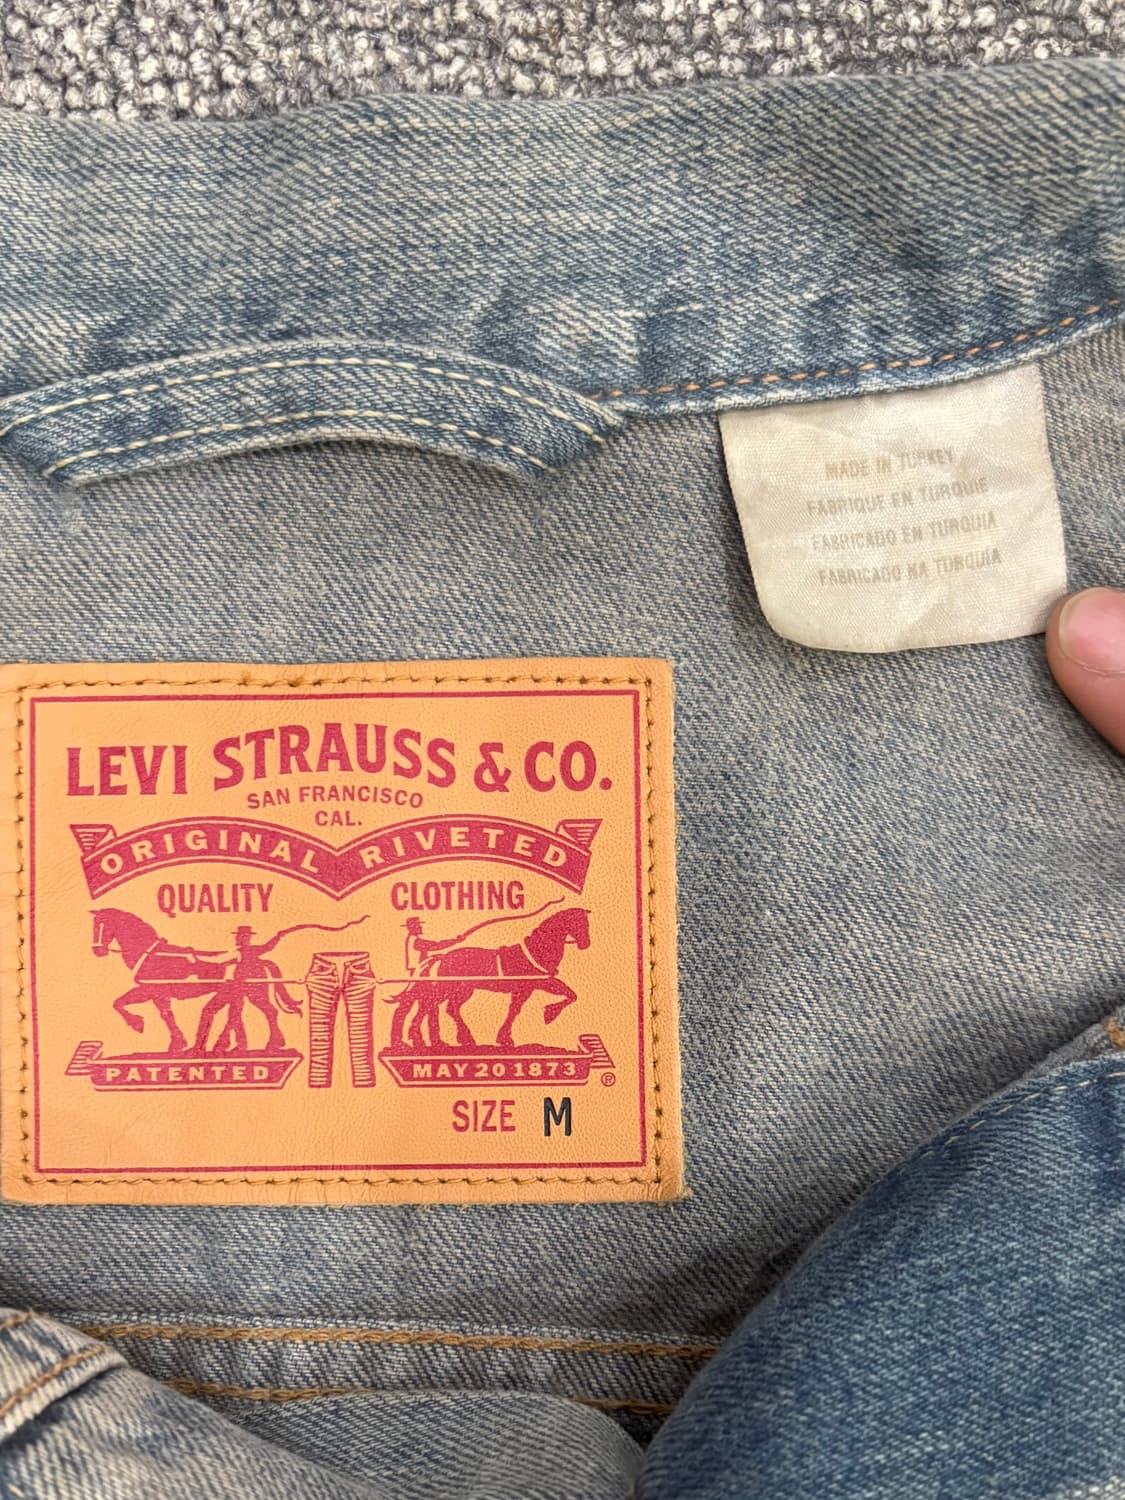 MADE IN TURKEY
FABRIQUE EN TURQUIE
FABRICADO EN TURQUIA
FABRICADO NA TURQUÍA
LEVI STRAUSS & CO.
SAN FRANCISCO
CAL.
ORIGINAL RIVETED
QUALITY CLOTHING
PATENTED MAY 20 1873 ®
SIZE M